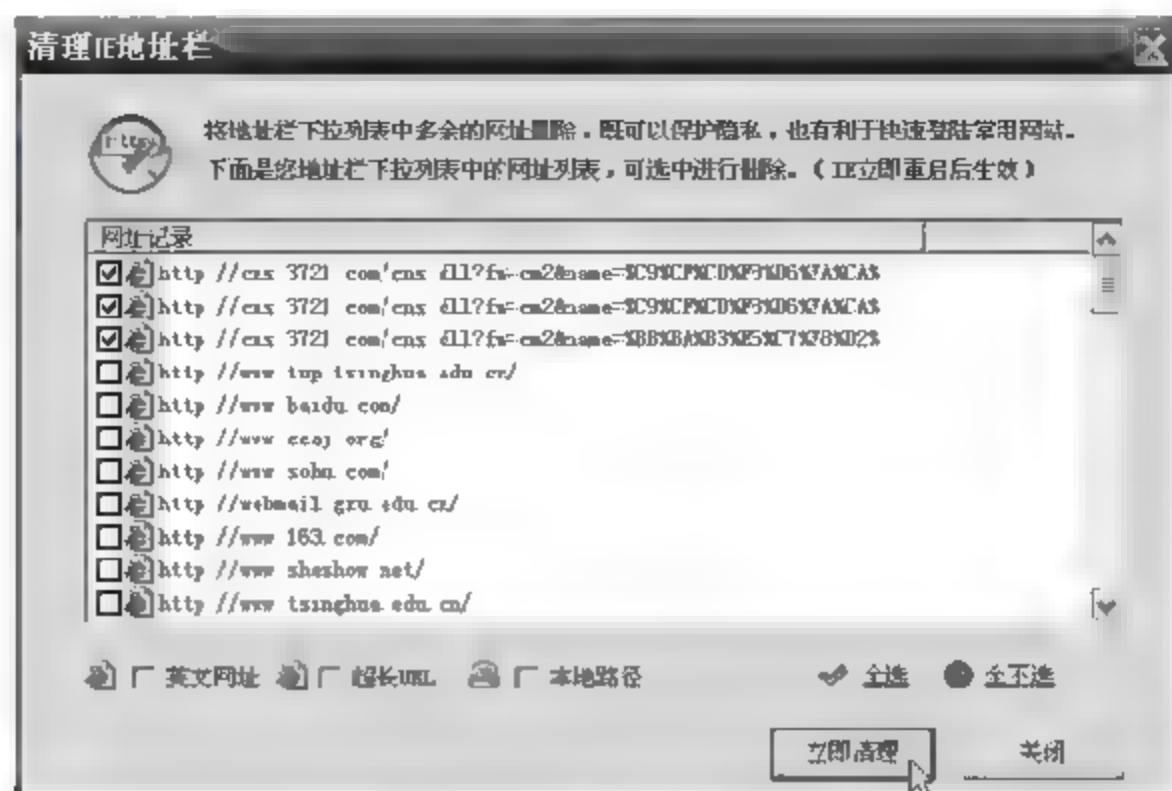 清理IE地址栏
http
将地址栏下拉列表中多余的网址删除，既可以保护隐私，也有利于快速登陆常用网站。
下面是您地址栏下拉列表中的网址列表，可选中进行删除。（IE立即重启后生效）
网址记录
http //cns 3721 com/cns dll?fw=cm2&name=%C9%CF%CD%F8%D6%FA%CA%
http //cns 3721 com/cns dll?fw=cm2&name=%C9%CF%CD%F8%D6%FA%CA%
http //cns 3721 com/cns dll?fw=cm2&name=%BB%BA%B3%E5%C7%F8%D2%
http //www tup tsinghua edu cn/
http //www baidu com/
http //www org/
http //www sohu com/
http //webmail gzu edu cn/
http //www 163 com/
http //www sheshow net/
http //www tsinghua edu cn/
英文网址 超长URL 本地路径 全选 全不选
立即清理 关闭